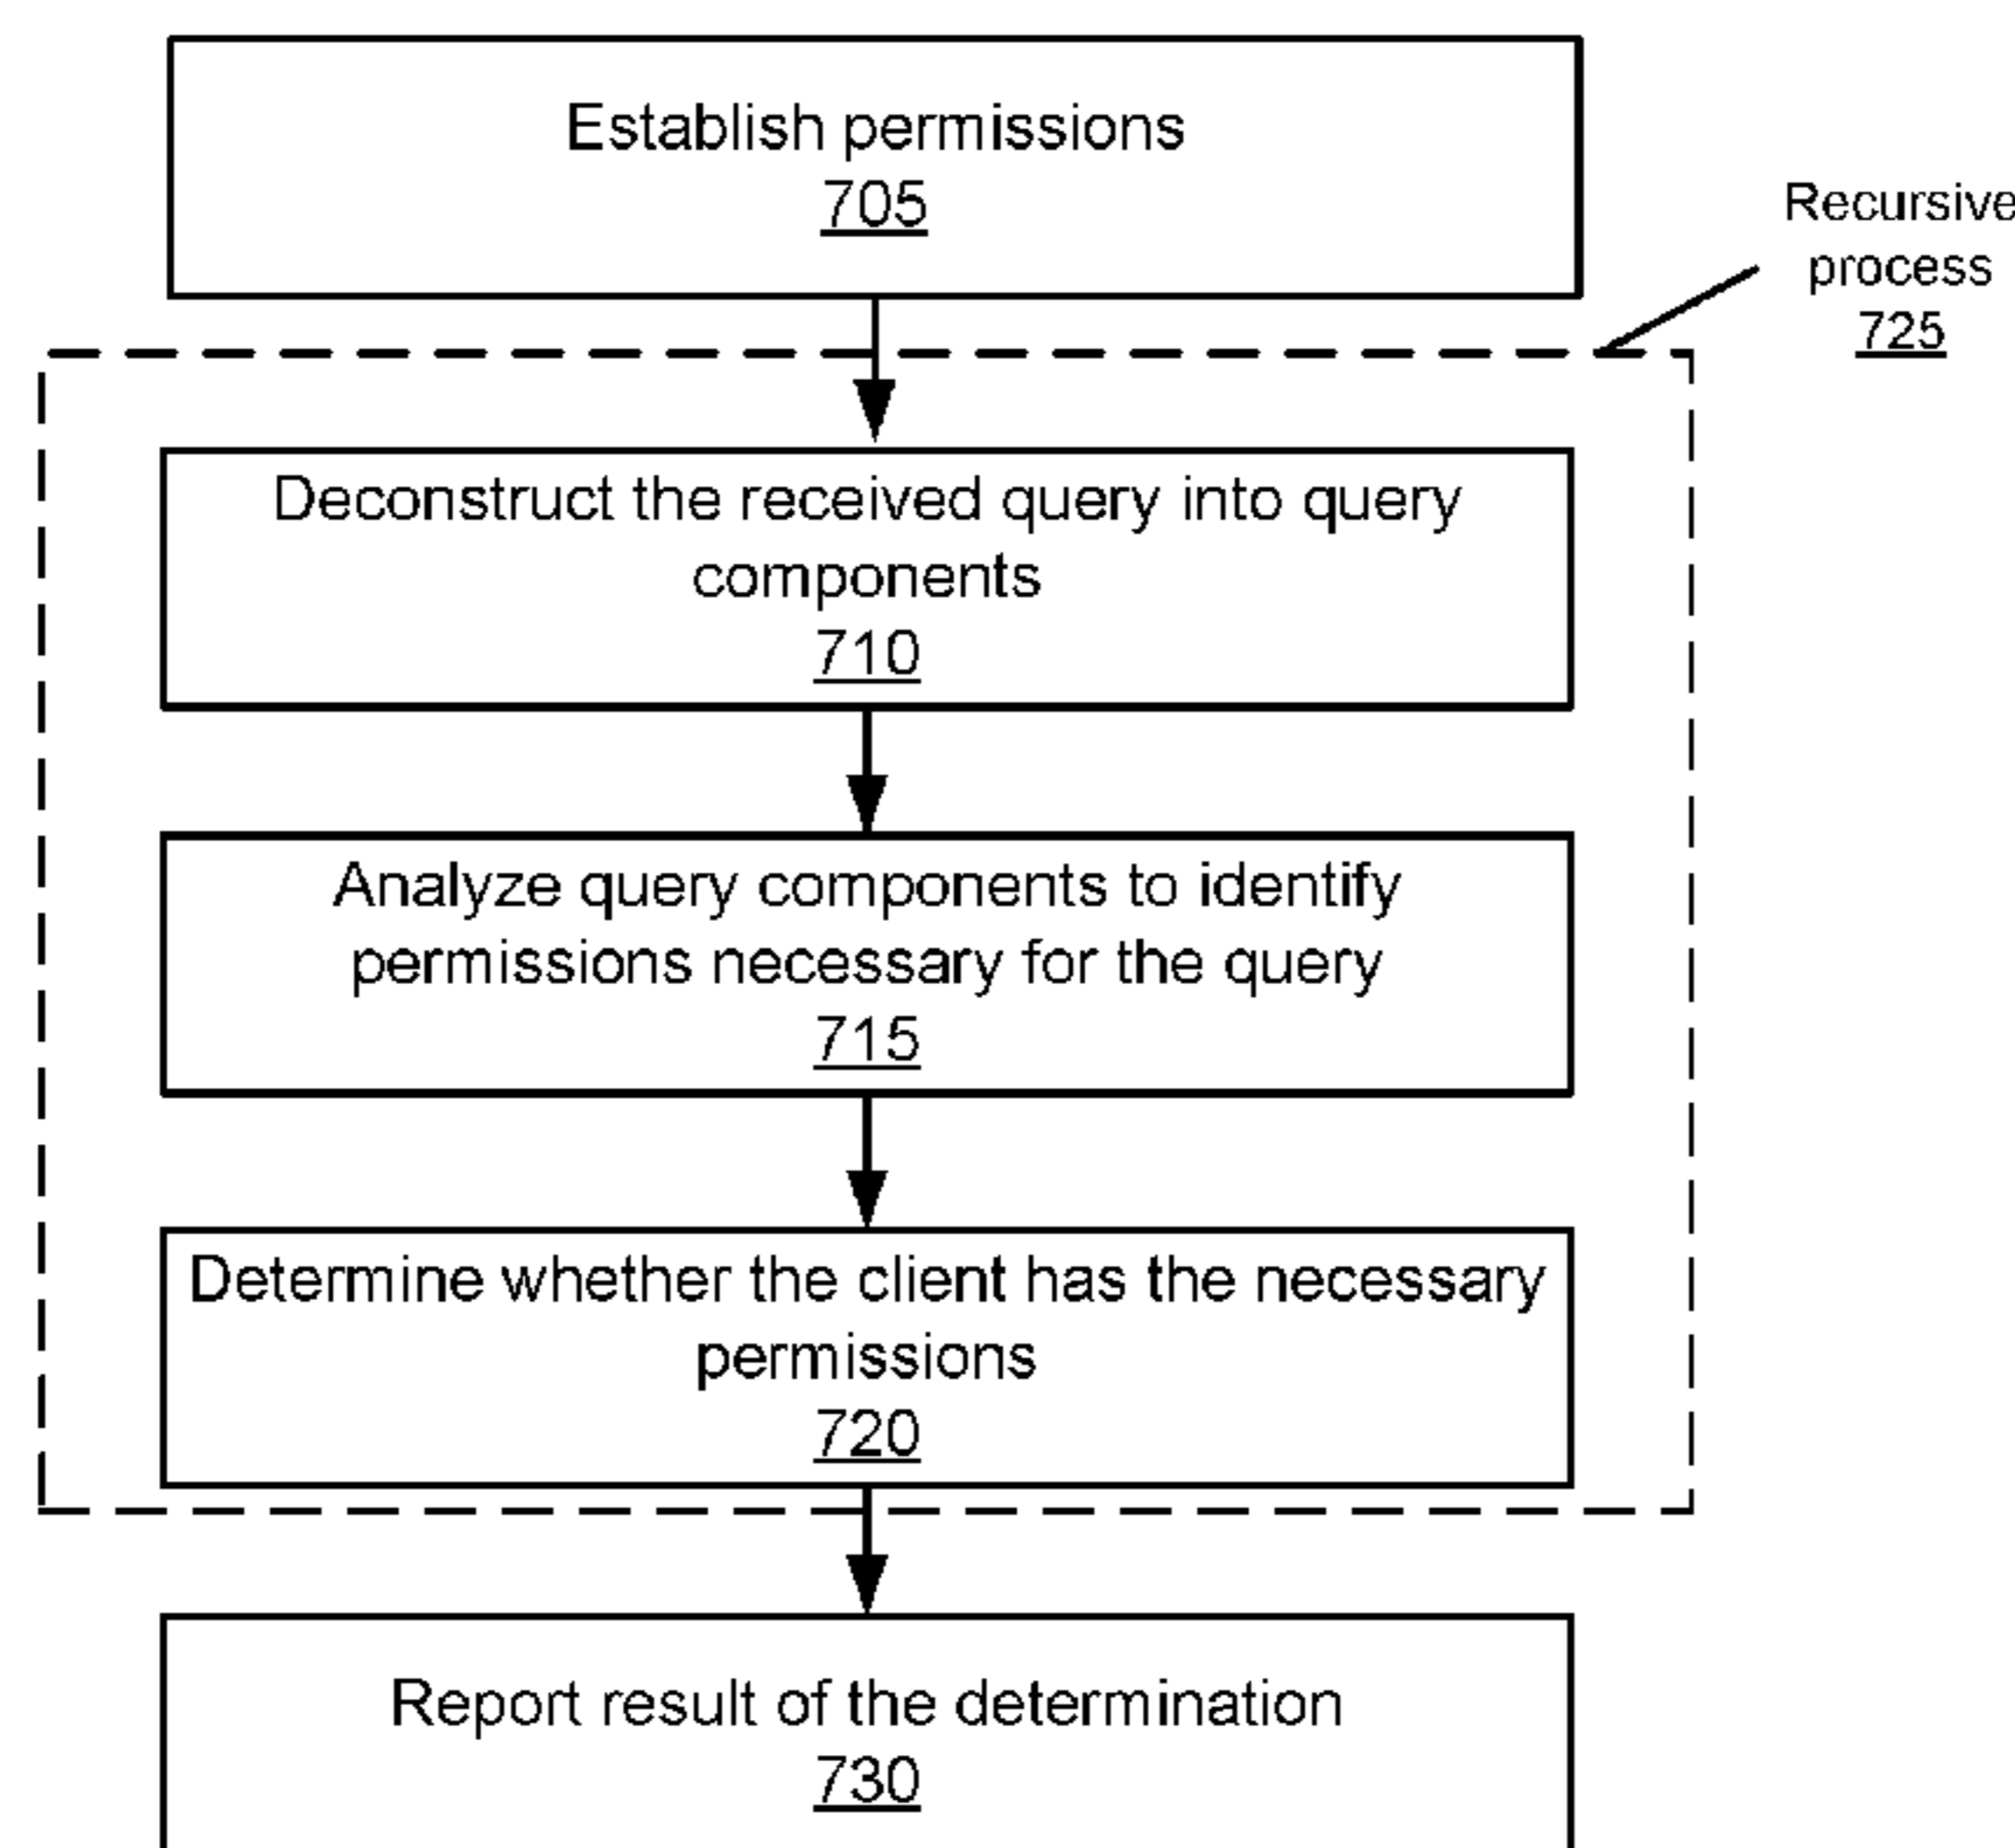 Establish permissions
705
Recursive
process
725
Deconstruct the received query into query
components
710
Analyze query components to identify
permissions necessary for the query
715
Determine whether the client has the necessary
permissions
720
Report result of the determination
730